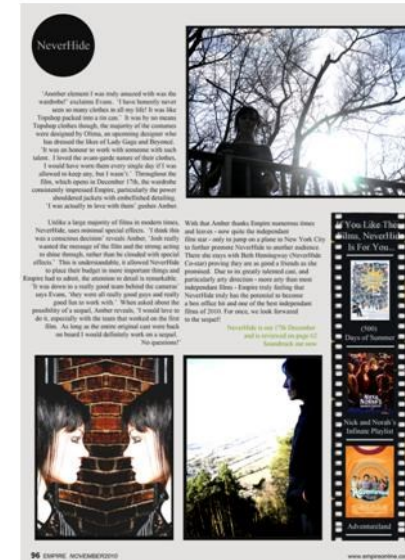 NeverHide
'Another element I was truly amazed with was the
wardrobe!' exclaims Evans. 'I have honestly never
seen so many clothes in all my life! It was like
Topshop packed into a tin can.' It was by no means
Topshop clothes though, the majority of the costumes
were designed by Olima, an upcoming designer who
has dressed the likes of Lady Gaga and Beyoncé.
'It was an honour to work with someone with such
talent. I loved the avant-garde nature of their clothes,
I would have worn them every single day if I was
allowed to keep any, but I wasn't.' Throughout the
film, which opens in December 17th, the wardrobe
consistently impressed Empire, particularly the power
shouldered jackets with embellished detailing.
'I was actually in love with them' gushes Amber.
Unlike a large majority of films in modern times,
NeverHide, uses minimal special effects. 'I think this
was a conscious decision' reveals Amber, 'Josh really
wanted the message of the film and the strong acting
to shine through, rather than be clouded with special
effects.' This is understandable, it allowed NeverHide
to place their budget in more important things and
Empire had to admit, the attention to detail is remarkable.
'It was down to a really good team behind the cameras'
says Evans, 'they were all really good guys and really
good fun to work with.' When asked about the
possibility of a sequel, Amber reveals, 'I would love to
do it, especially with the team that worked on the first
film. As long as the entire original cast were back
on board I would definitely work on a sequel.
No questions!'
With that Amber thanks Empire numerous times
and leaves - now quite the independant
film star - only to jump on a plane to New York City
to further promote NeverHide to another audience.
There she stays with Beth Hemingway (NeverHide
Co-star) proving they are as good a friends as she
promised. Due to its greatly talented cast, and
particularly arty direction - more arty than most
independant films - Empire truly feeling that
NeverHide truly has the potential to become
a box office hit and one of the best independant
films of 2010. For once, we look forward
to the sequel!
NeverHide is out 17th December
and is reviewed on page 62
Soundtrack out now
If You Like These
Films, NeverHide
Is For You...
(500)
Days of Summer
Nick and Norah's
Infinite Playlist
Adventureland
96 EMPIRE NOVEMBER2010
www.empireonline.co